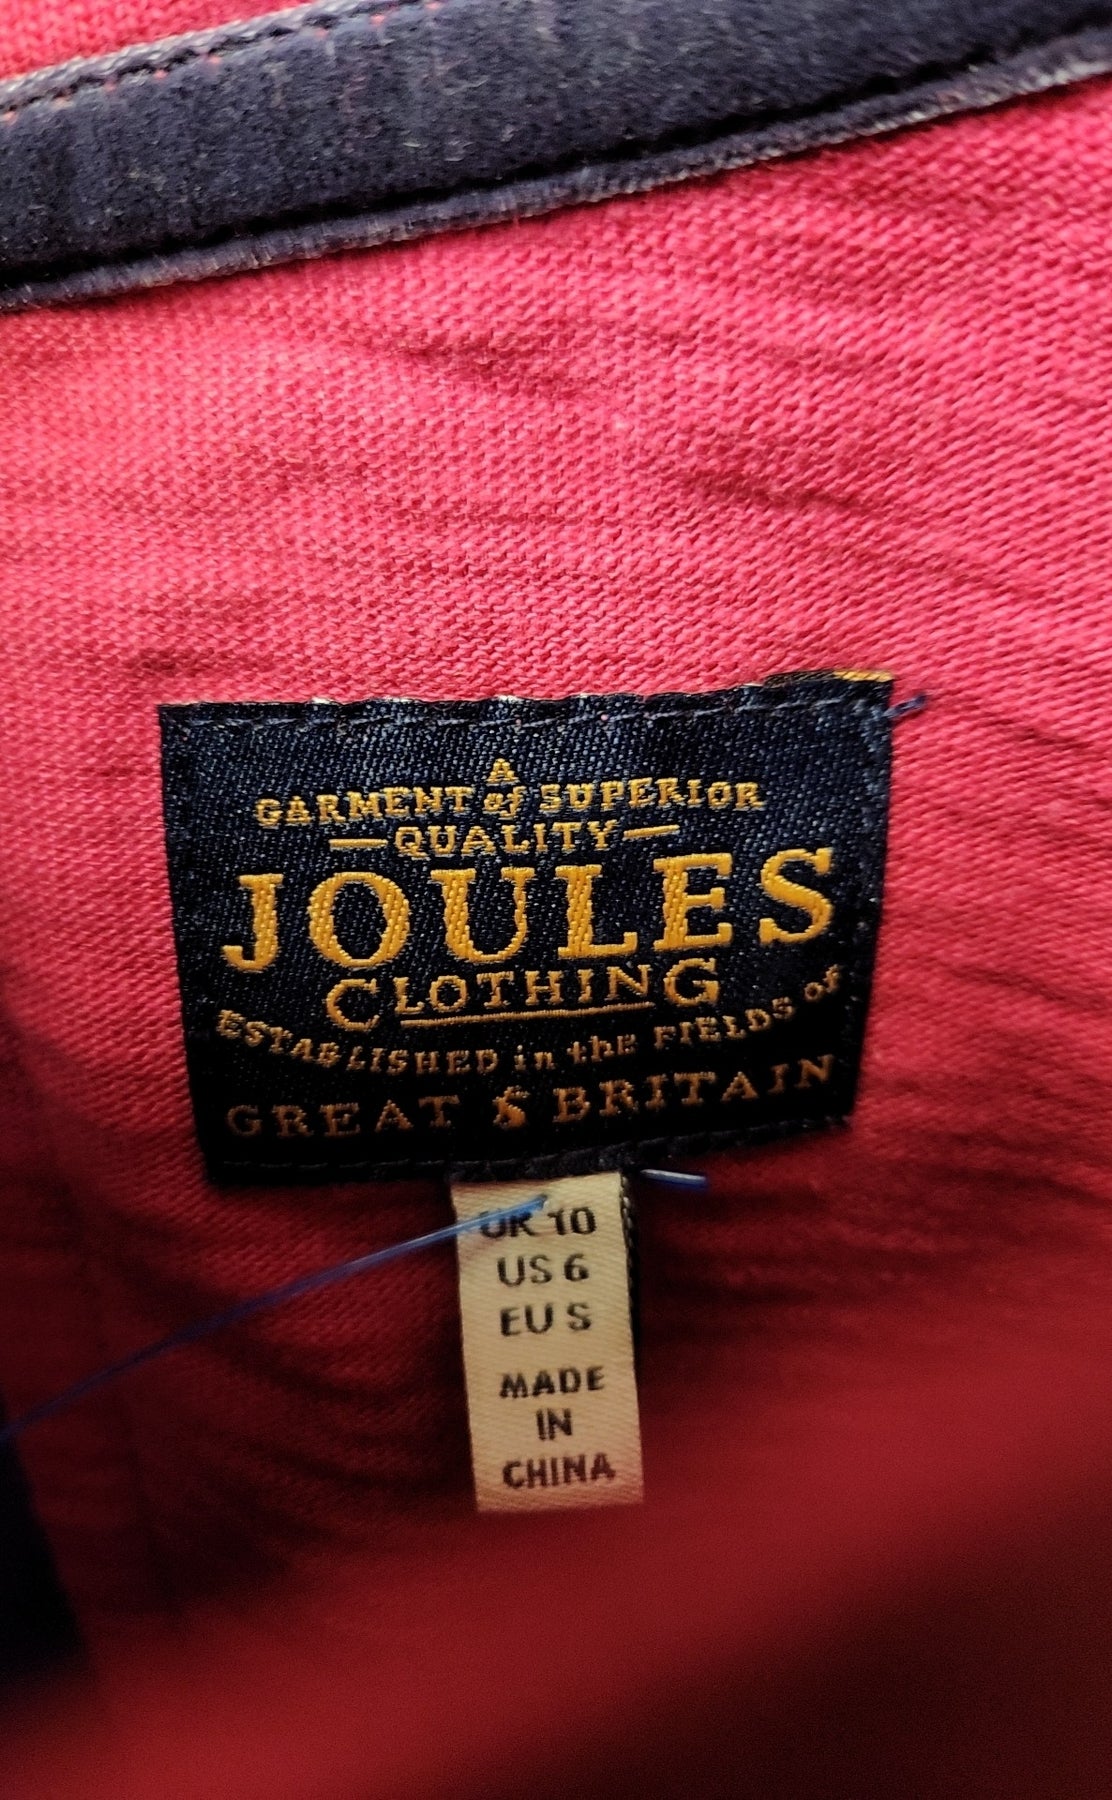 A
GARMENT of SUPERIOR
QUALITY
JOULES
CLOTHING
ESTABLISHED in the FIELDS of
GREAT BRITAIN
UK 10
US 6
EU S
MADE
IN
CHINA